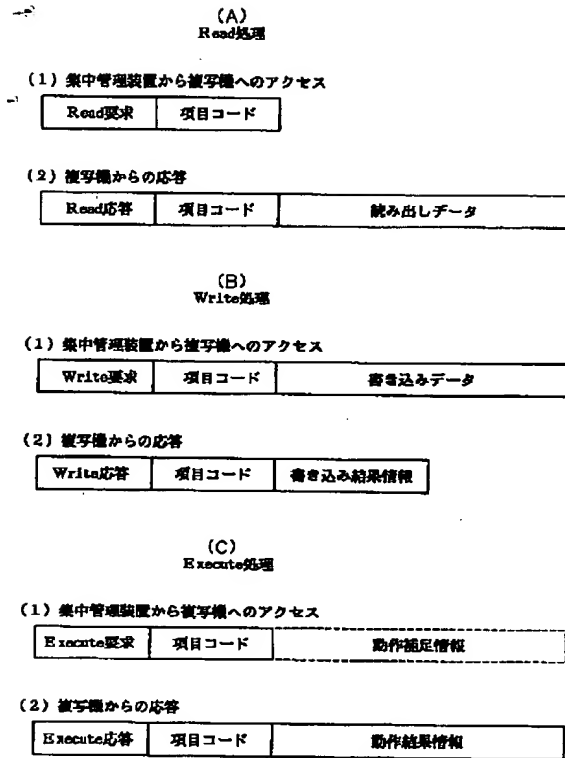 (A)
Read処理
(1) 集中管理装置から複写機へのアクセス
Read要求 項目コード
(2) 複写機からの応答
Read応答 項目コード 読み出しデータ
(B)
Write処理
(1) 集中管理装置から複写機へのアクセス
Write要求 項目コード 書き込みデータ
(2) 複写機からの応答
Write応答 項目コード 書き込み結果情報
(C)
Execute処理
(1) 集中管理装置から複写機へのアクセス
Execute要求 項目コード 動作補足情報
(2) 複写機からの応答
Execute応答 項目コード 動作結果情報